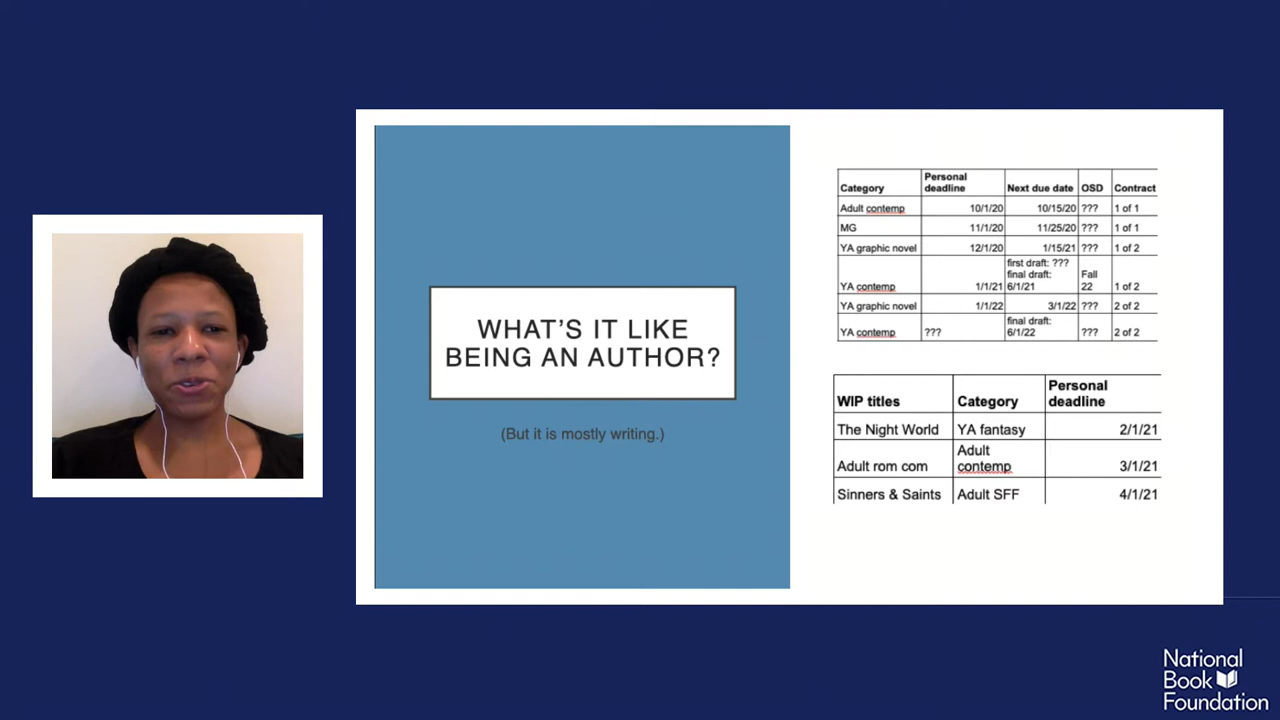 WHAT'S IT LIKE
BEING AN AUTHOR?
(But it is mostly writing.)
Category Personal deadline Next due date OSD Contract
Adult contemp 10/1/20 10/15/20 ??? 1 of 1
MG 11/1/20 11/25/20 ??? 1 of 1
YA graphic novel 12/1/20 1/15/21 ??? 1 of 2
YA contemp 1/1/21 first draft: ??? final draft: 6/1/21 Fall 22 1 of 2
YA graphic novel 1/1/22 3/1/22 ??? 2 of 2
YA contemp ??? final draft: 6/1/22 ??? 2 of 2
WIP titles Category Personal deadline
The Night World YA fantasy 2/1/21
Adult rom com Adult contemp 3/1/21
Sinners & Saints Adult SFF 4/1/21
National
Book
Foundation